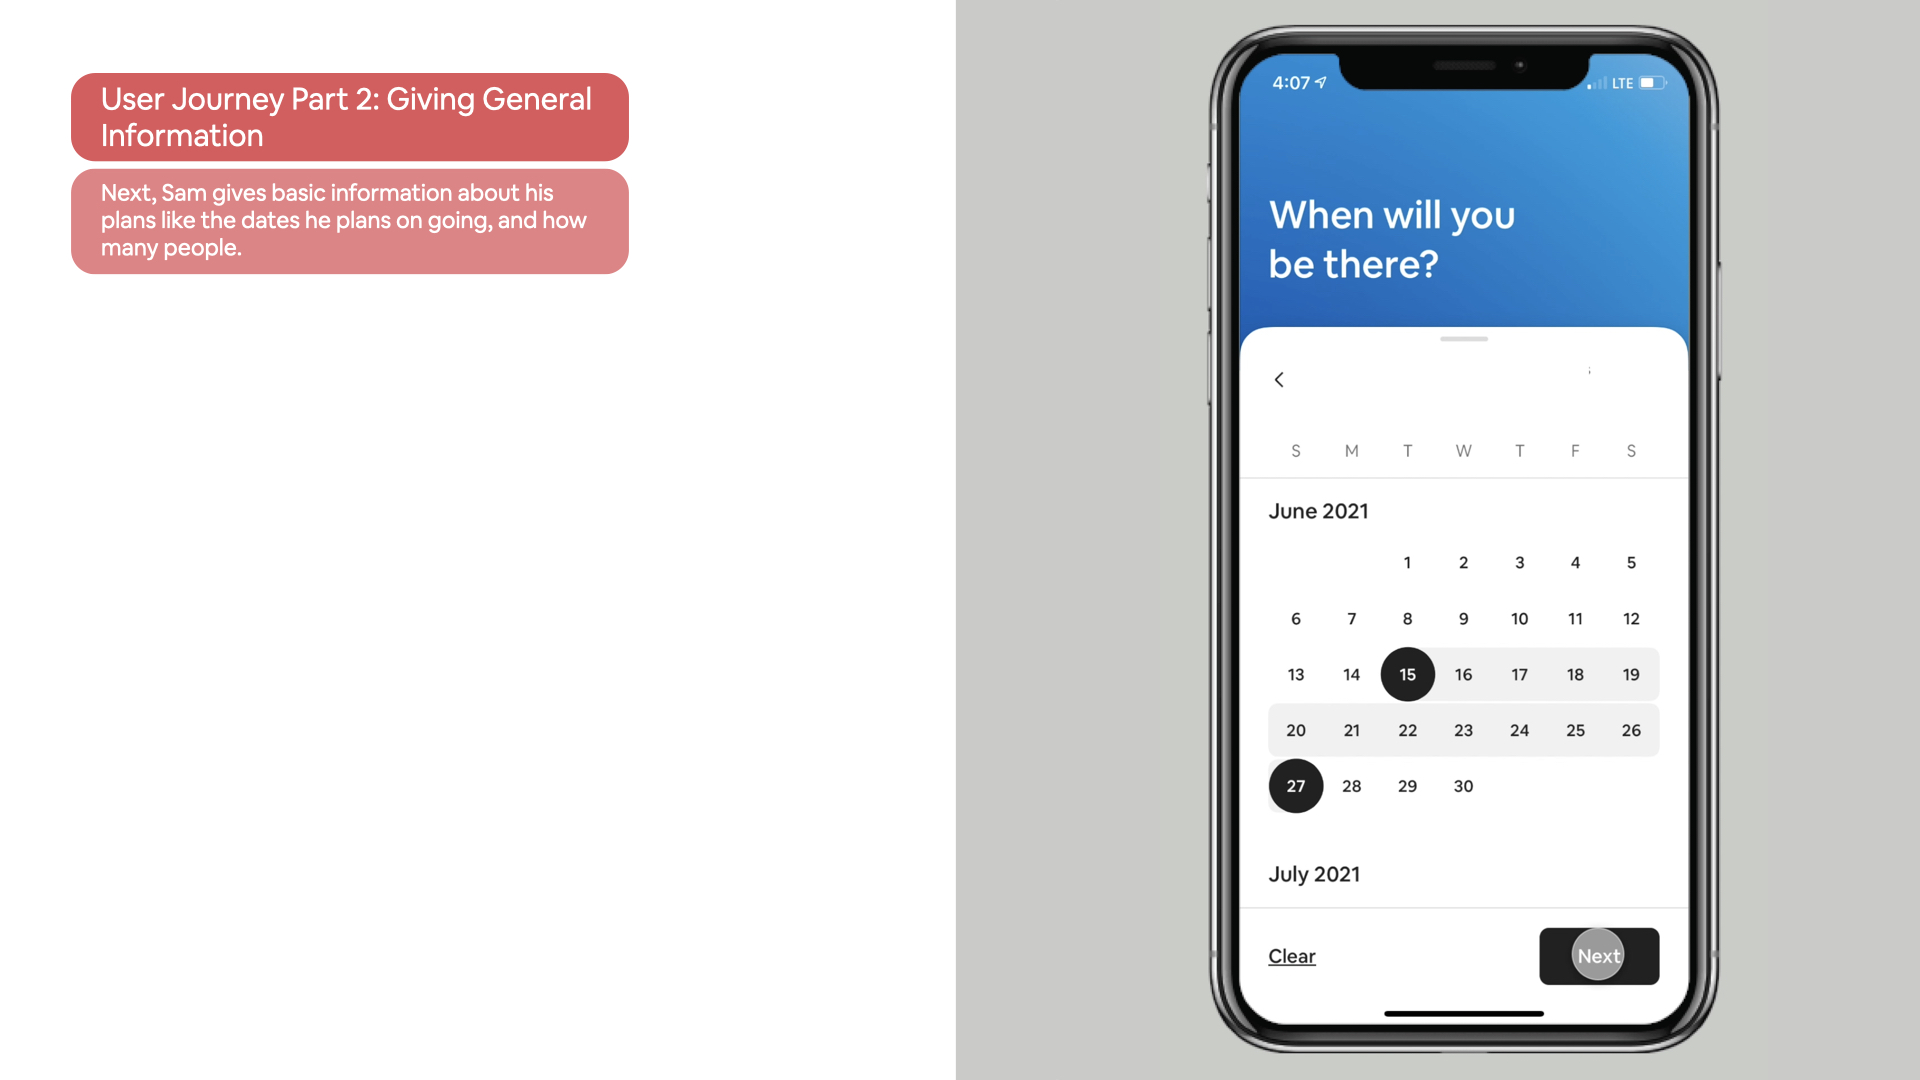 User Journey Part 2: Giving General
Information
Next, Sam gives basic information about his
plans like the dates he plans on going, and how
many people.
4:07
LTE
When will you
be there?
S M T W T F S
June 2021
1 2 3 4 5
6 7 8 9 10 11 12
13 14 15 16 17 18 19
20 21 22 23 24 25 26
27 28 29 30
July 2021
Clear
Next